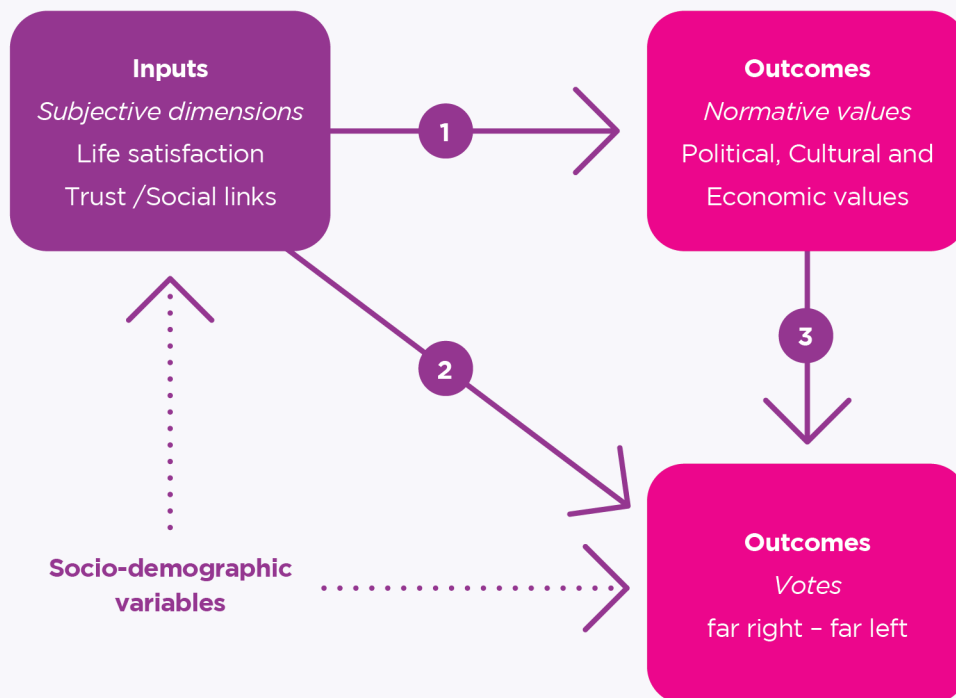 Inputs
Subjective dimensions
Life satisfaction
Trust /Social links
1
Outcomes
Normative values
Political, Cultural and
Economic values
2
3
Socio-demographic
variables
Outcomes
Votes
far right – far left